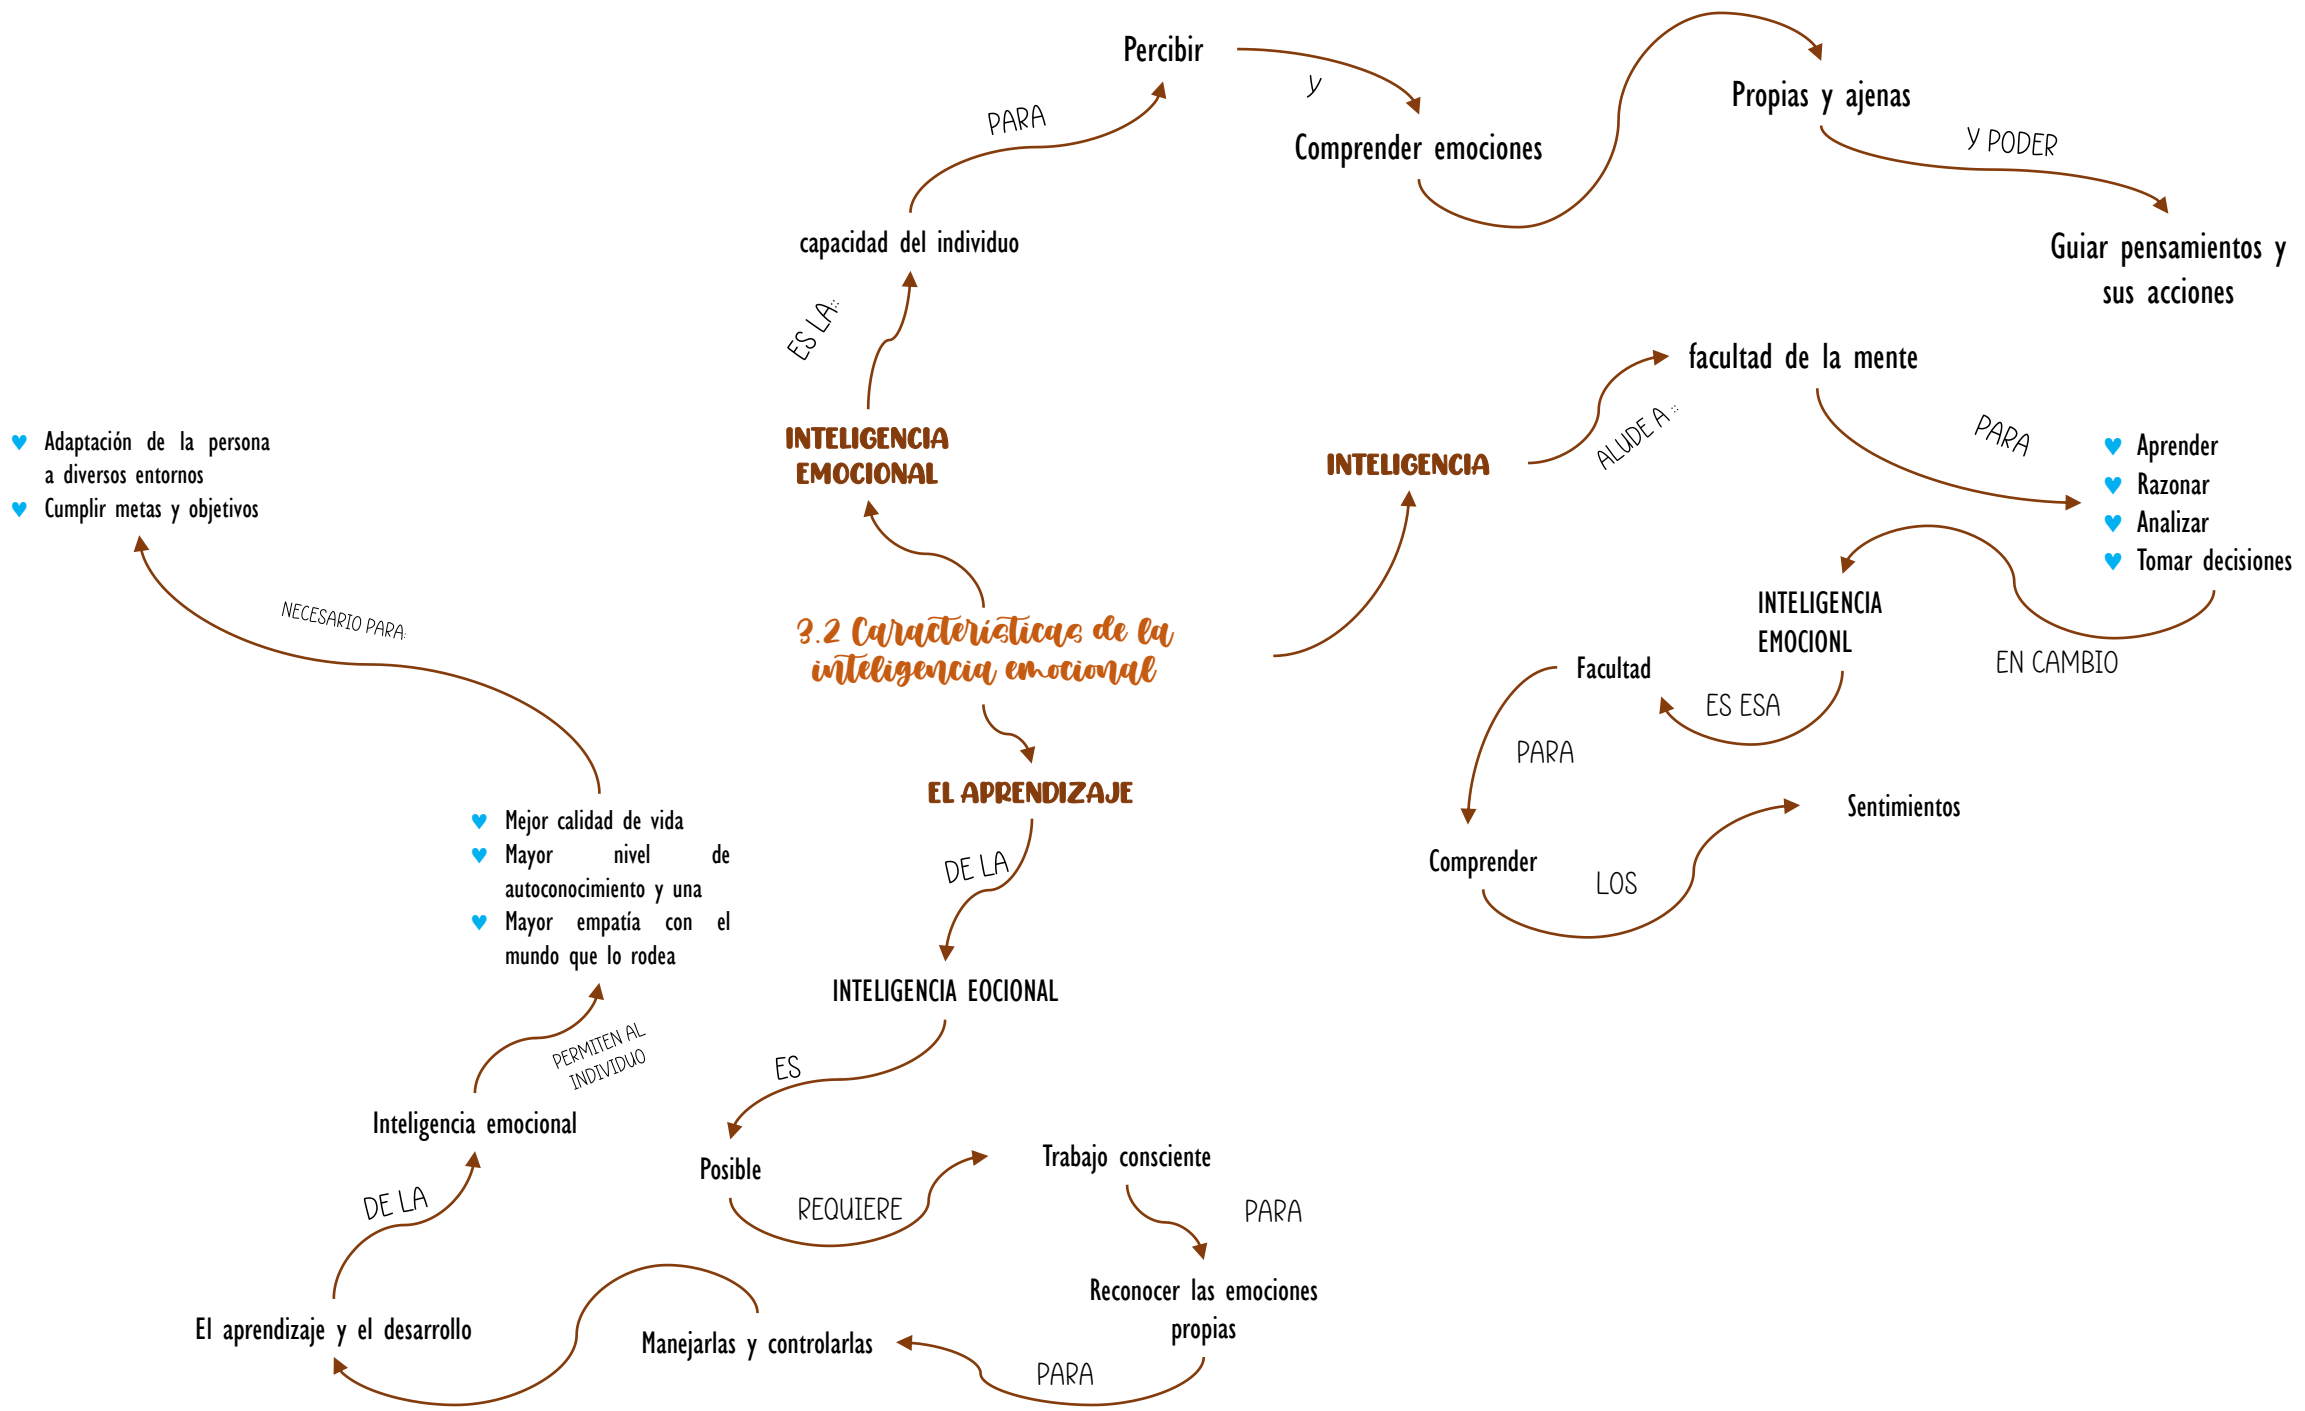 3.2 Características de la
inteligencia emocional
INTELIGENCIA
EMOCIONAL
ES LA::
capacidad del individuo
PARA
Percibir
Y
Comprender emociones
Propias y ajenas
Y PODER
Guiar pensamientos y
sus acciones
INTELIGENCIA
ALUDE A ::
facultad de la mente
PARA
Aprender
Razonar
Analizar
Tomar decisiones
EN CAMBIO
INTELIGENCIA
EMOCIONL
ES ESA
Facultad
PARA
Comprender
LOS
Sentimientos
EL APRENDIZAJE
DE LA
INTELIGENCIA EOCIONAL
ES
Posible
REQUIERE
Trabajo consciente
PARA
Reconocer las emociones
propias
PARA
Manejarlas y controlarlas
El aprendizaje y el desarrollo
DE LA
Inteligencia emocional
PERMITEN AL
INDIVIDUO
Mejor calidad de vida
Mayor nivel de
autoconocimiento y una
Mayor empatía con el
mundo que lo rodea
NECESARIO PARA:
Adaptación de la persona
a diversos entornos
Cumplir metas y objetivos